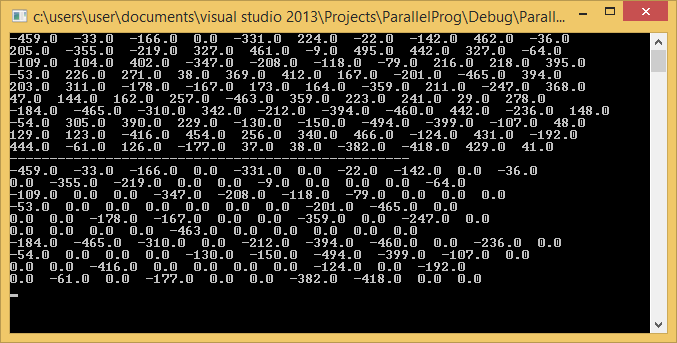 c:\users\user\documents\visual studio 2013\Projects\ParallelProg\Debug\Parall...
-459.0 -33.0 -166.0 0.0 -331.0 224.0 -22.0 -142.0 462.0 -36.0
205.0 -355.0 -219.0 327.0 461.0 -9.0 495.0 442.0 327.0 -64.0
-109.0 104.0 402.0 -347.0 -208.0 -118.0 -79.0 216.0 218.0 395.0
-53.0 226.0 271.0 38.0 369.0 412.0 167.0 -201.0 -465.0 394.0
203.0 311.0 -178.0 -167.0 173.0 164.0 -359.0 211.0 -247.0 368.0
47.0 144.0 162.0 257.0 -463.0 359.0 223.0 241.0 29.0 278.0
-184.0 -465.0 -310.0 342.0 -212.0 -394.0 -460.0 442.0 -236.0 148.0
-54.0 305.0 390.0 229.0 -130.0 -150.0 -494.0 -399.0 -107.0 48.0
129.0 123.0 -416.0 454.0 256.0 340.0 466.0 -124.0 431.0 -192.0
444.0 -61.0 126.0 -177.0 37.0 38.0 -382.0 -418.0 429.0 41.0
--------------------------------------------------
-459.0 -33.0 -166.0 0.0 -331.0 0.0 -22.0 -142.0 0.0 -36.0
0.0 -355.0 -219.0 0.0 0.0 -9.0 0.0 0.0 0.0 -64.0
-109.0 0.0 0.0 -347.0 -208.0 -118.0 -79.0 0.0 0.0 0.0
-53.0 0.0 0.0 0.0 0.0 0.0 0.0 -201.0 -465.0 0.0
0.0 0.0 -178.0 -167.0 0.0 0.0 -359.0 0.0 -247.0 0.0
0.0 0.0 0.0 0.0 -463.0 0.0 0.0 0.0 0.0 0.0
-184.0 -465.0 -310.0 0.0 -212.0 -394.0 -460.0 0.0 -236.0 0.0
-54.0 0.0 0.0 0.0 -130.0 -150.0 -494.0 -399.0 -107.0 0.0
0.0 0.0 -416.0 0.0 0.0 0.0 0.0 -124.0 0.0 -192.0
0.0 -61.0 0.0 -177.0 0.0 0.0 -382.0 -418.0 0.0 0.0